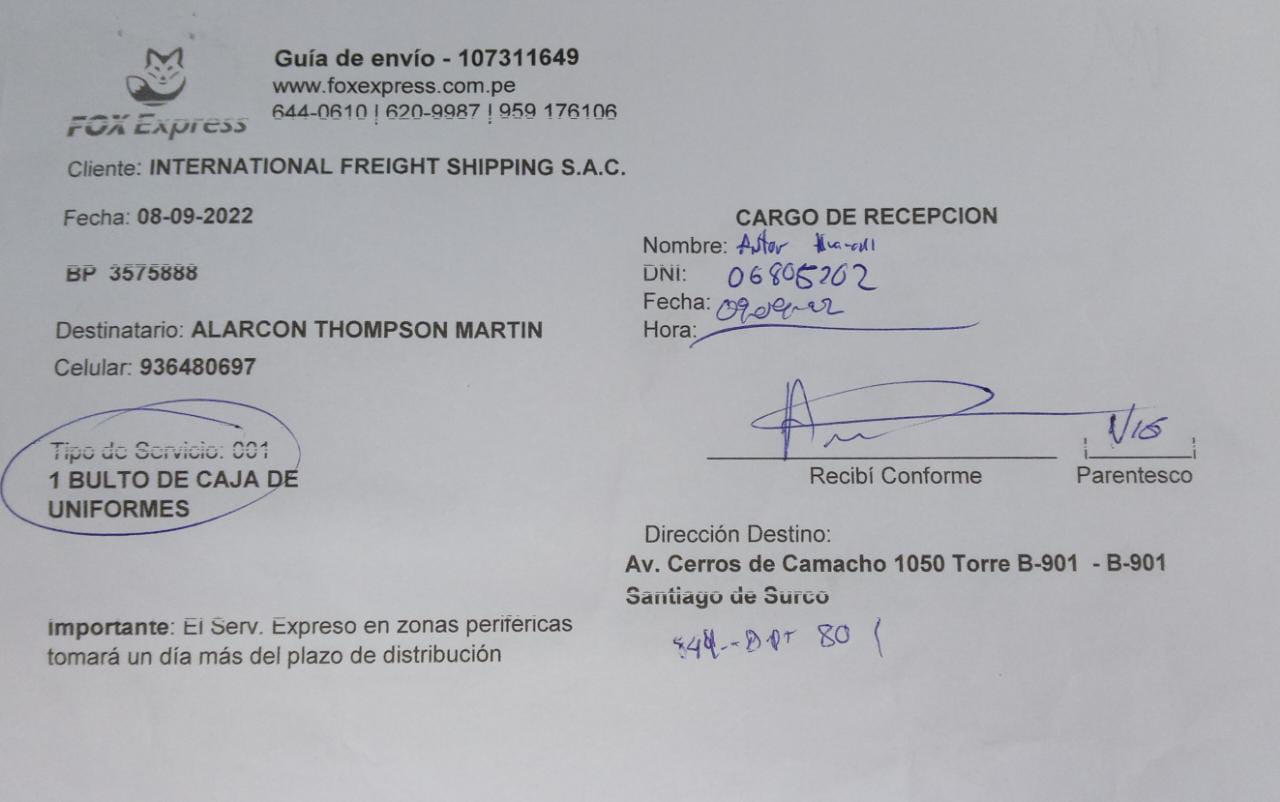 FOX Express
Guía de envío - 107311649
www.foxexpress.com.pe
644-0610 | 620-9987 | 959 176106
Cliente: INTERNATIONAL FREIGHT SHIPPING S.A.C.
Fecha: 08-09-2022
BP 3575888
Destinatario: ALARCON THOMPSON MARTIN
Celular: 936480697
Tipo de Servicio: 001
1 BULTO DE CAJA DE
UNIFORMES
Importante: El Serv. Expreso en zonas periféricas
tomará un día más del plazo de distribución
CARGO DE RECEPCION
Nombre:
DNI: 06805202
Fecha:
Hora:
Recibí Conforme
Parentesco
Dirección Destino:
Av. Cerros de Camacho 1050 Torre B-901 - B-901
Santiago de Surco
80